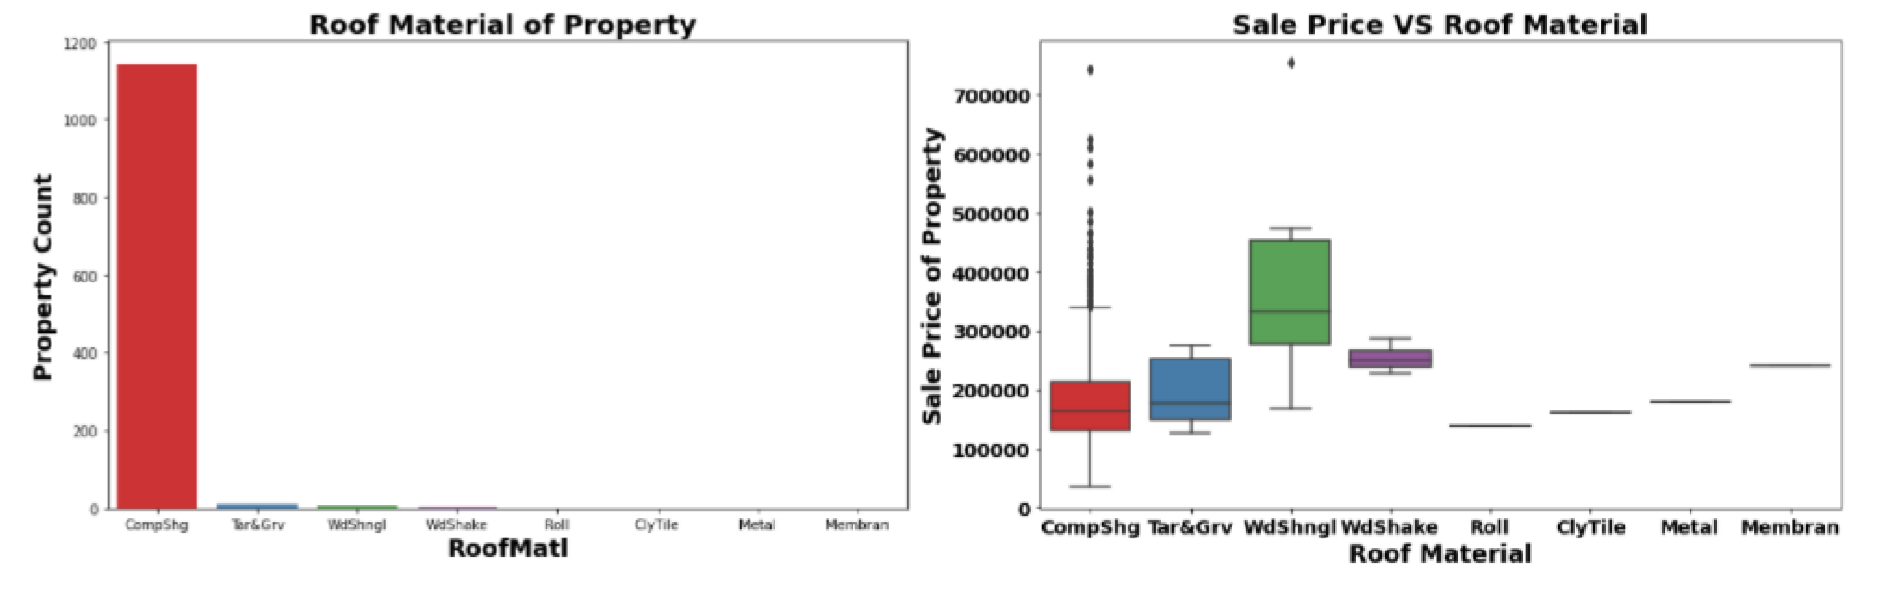 Roof Material of Property
Property Count
1200
1000
800
600
400
200
0
CompShg Tar&Grv WdShngl WdShake Roll ClyTile Metal Membran
RoofMatl
Sale Price VS Roof Material
Sale Price of Property
700000
600000
500000
400000
300000
200000
100000
0
CompShg Tar&Grv WdShngl WdShake Roll ClyTile Metal Membran
Roof Material